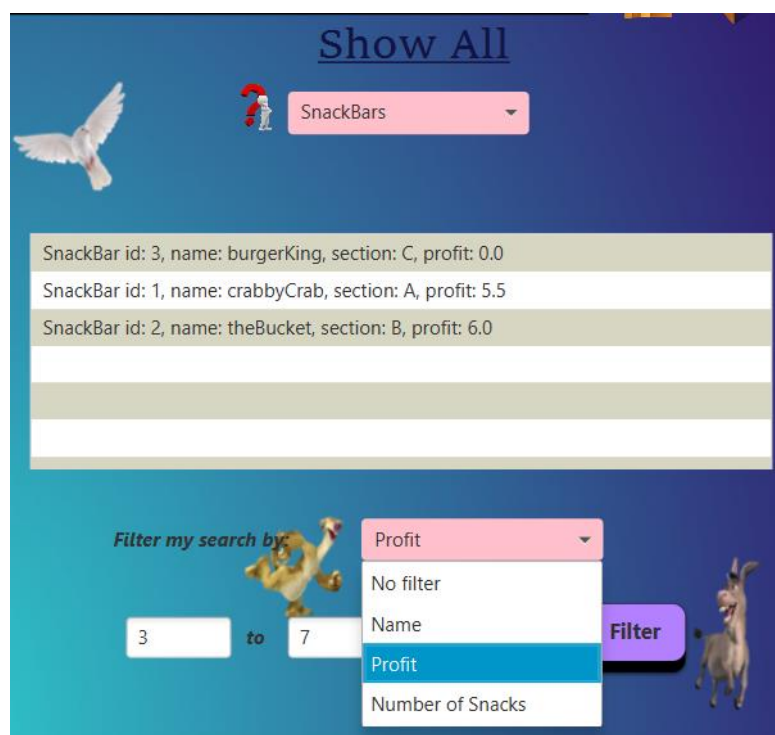 Show All
SnackBars
SnackBar id: 3, name: burgerKing, section: C, profit: 0.0
SnackBar id: 1, name: crabbyCrab, section: A, profit: 5.5
SnackBar id: 2, name: theBucket, section: B, profit: 6.0
Filter my search by:
Profit
No filter
Name
3 to 7
Filter
Profit
Number of Snacks